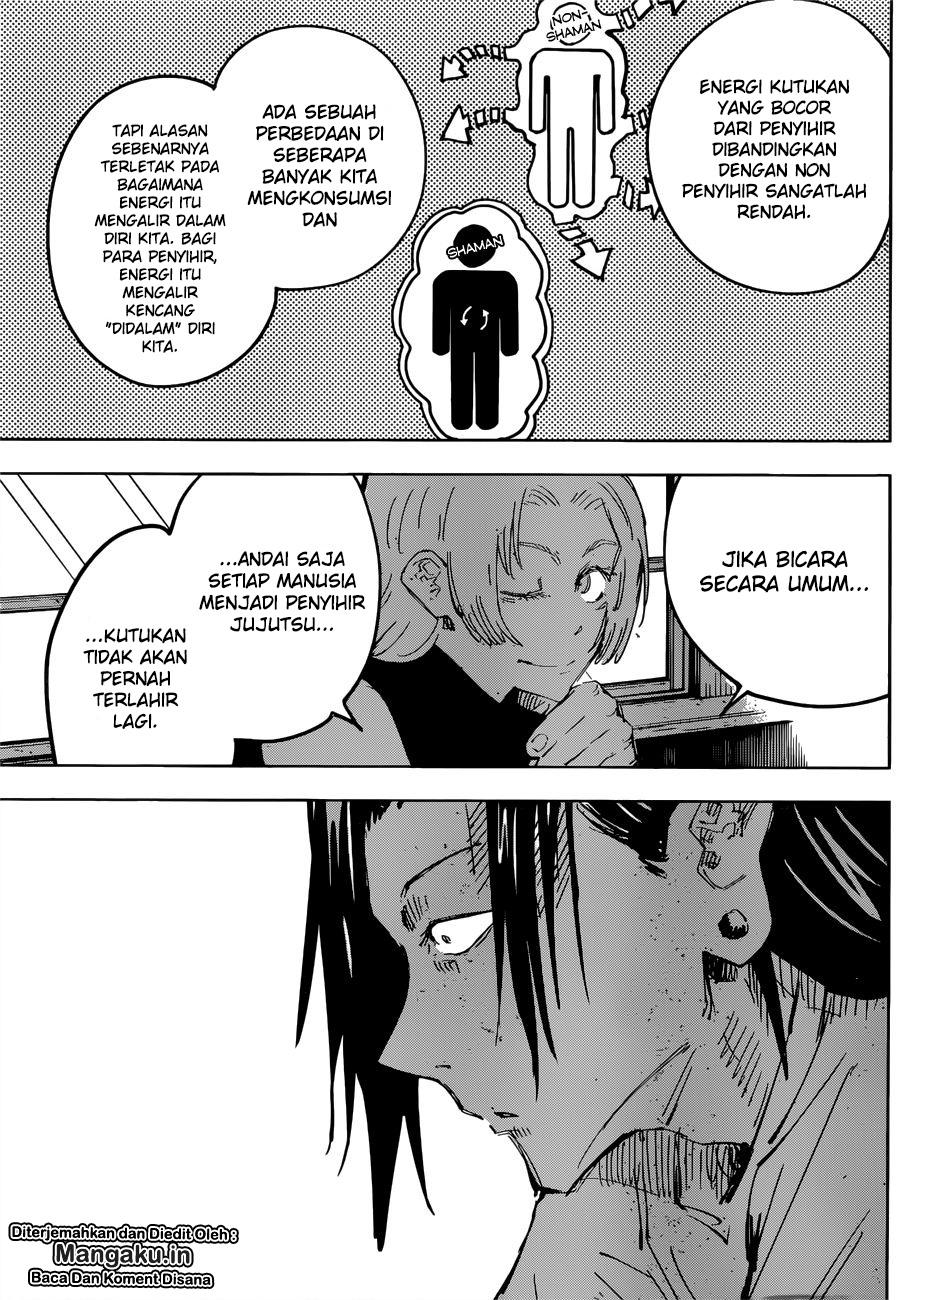 NON-
SHAMAN
ENERGI KUTUKAN
YANG BOCOR
DARI PENYIHIR
DIBANDINGKAN
DENGAN NON
PENYIHIR SANGATLAH
RENDAH.
ADA SEBUAH
PERBEDAAN DI
SEBERAPA
BANYAK KITA
MENGKONSUMSI
DAN
TAPI ALASAN
SEBENARNYA
TERLETAK PADA
BAGAIMANA
ENERGI ITU
MENGALIR DALAM
DIRI KITA. BAGI
PARA PENYIHIR,
ENERGI ITU
MENGALIR
KENCANG
"DIDALAM" DIRI
KITA.
SHAMAN
JIKA BICARA
SECARA UMUM...
...ANDAI SAJA
SETIAP MANUSIA
MENJADI PENYIHIR
JUJUTSU...
...KUTUKAN
TIDAK AKAN
PERNAH
TERLAHIR
LAGI.
Diterjemahkan dan Diedit Oleh:
Mangaku.in
Baca Dan Koment Disana